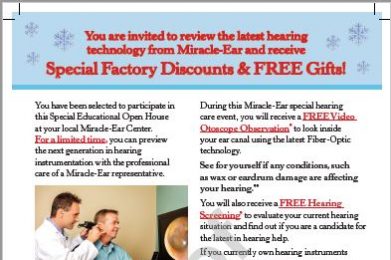 You are invited to review the latest hearing
technology from Miracle-Ear and receive
Special Factory Discounts & FREE Gifts!
You have been selected to participate in
this Special Educational Open House
at your local Miracle-Ear Center.
For a limited time, you can preview
the next generation in hearing
instrumentation with the professional
care of a Miracle-Ear representative.
During this Miracle-Ear special hearing
care event, you will receive a FREE Video
Otoscope Observation* to look inside
your ear canal using the latest Fiber-Optic
technology.
See for yourself if any conditions, such
as wax or eardrum damage are affecting
your hearing.**
You will also receive a FREE Hearing
Screening* to evaluate your current hearing
situation and find out if you are a candidate for
the latest in hearing help.
If you currently own hearing instruments